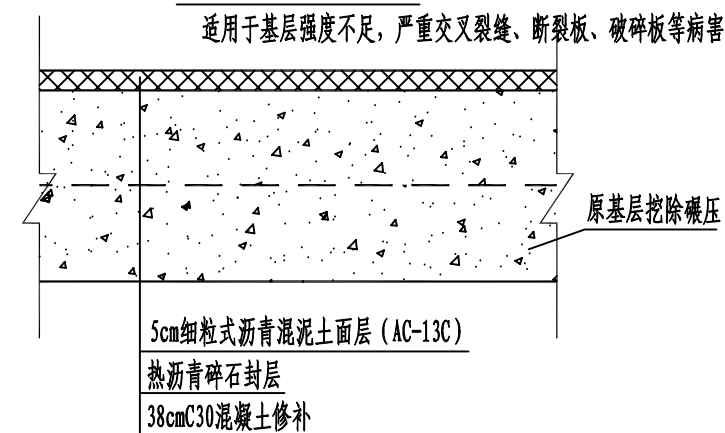 适用于基层强度不足，严重交叉裂缝、断裂板、破碎板等病害
原基层挖除碾压
5cm细粒式沥青混泥土面层（AC-13C）
热沥青碎石封层
38cmC30混凝土修补